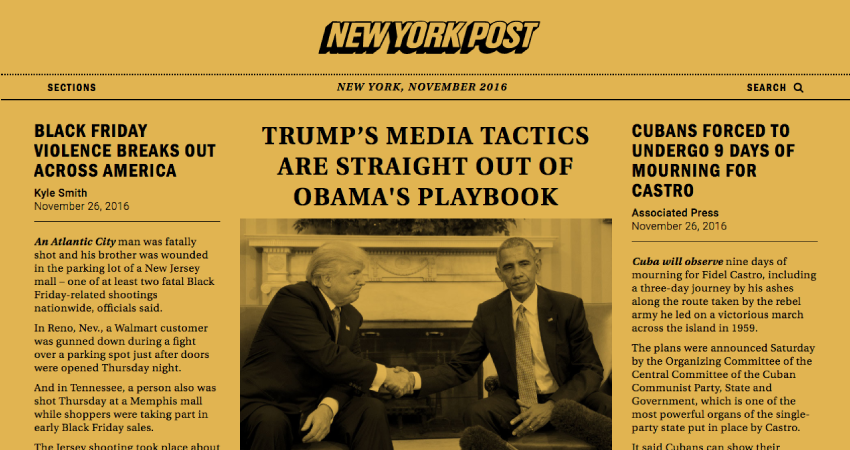 NEW YORK POST
SECTIONS
NEW YORK, NOVEMBER 2016
SEARCH
BLACK FRIDAY
VIOLENCE BREAKS OUT
ACROSS AMERICA
Kyle Smith
November 26, 2016
An Atlantic City man was fatally
shot and his brother was wounded
in the parking lot of a New Jersey
mall – one of at least two fatal Black
Friday-related shootings
nationwide, officials said.
In Reno, Nev., a Walmart customer
was gunned down during a fight
over a parking spot just after doors
were opened Thursday night.
And in Tennessee, a person also was
shot Thursday at a Memphis mall
while shoppers were taking part in
early Black Friday sales.
The Jersey shooting took place about
TRUMP’S MEDIA TACTICS
ARE STRAIGHT OUT OF
OBAMA'S PLAYBOOK
CUBANS FORCED TO
UNDERGO 9 DAYS OF
MOURNING FOR
CASTRO
Associated Press
November 26, 2016
Cuba will observe nine days of
mourning for Fidel Castro, including
a three-day journey by his ashes
along the route taken by the rebel
army he led on a victorious march
across the island in 1959.
The plans were announced Saturday
by the Organizing Committee of the
Central Committee of the Cuban
Communist Party, State and
Government, which is one of the
most powerful organs of the single-
party state put in place by Castro.
It said Cubans can show their